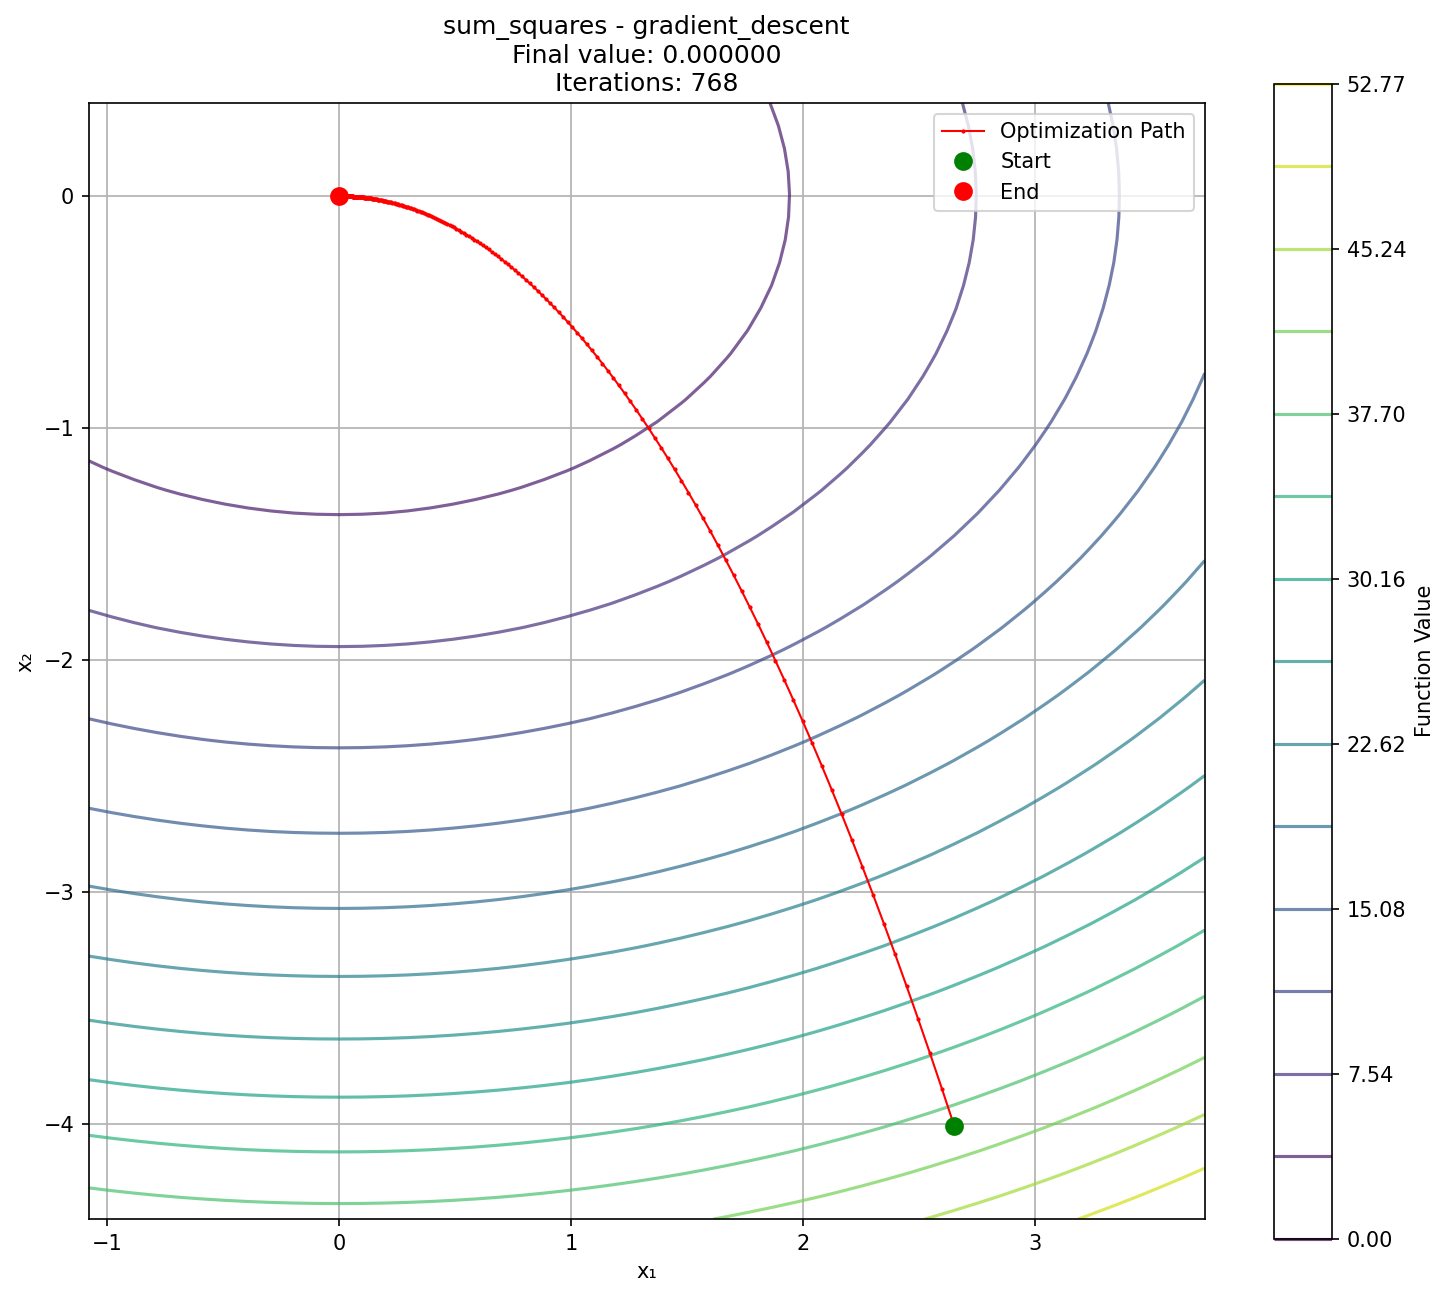 sum_squares - gradient_descent
Final value: 0.000000
Iterations: 768
Optimization Path
Start
End
0
−1
−2
−3
−4
x₂
−1
0
1
2
3
x₁
52.77
45.24
37.70
30.16
22.62
15.08
7.54
0.00
Function Value